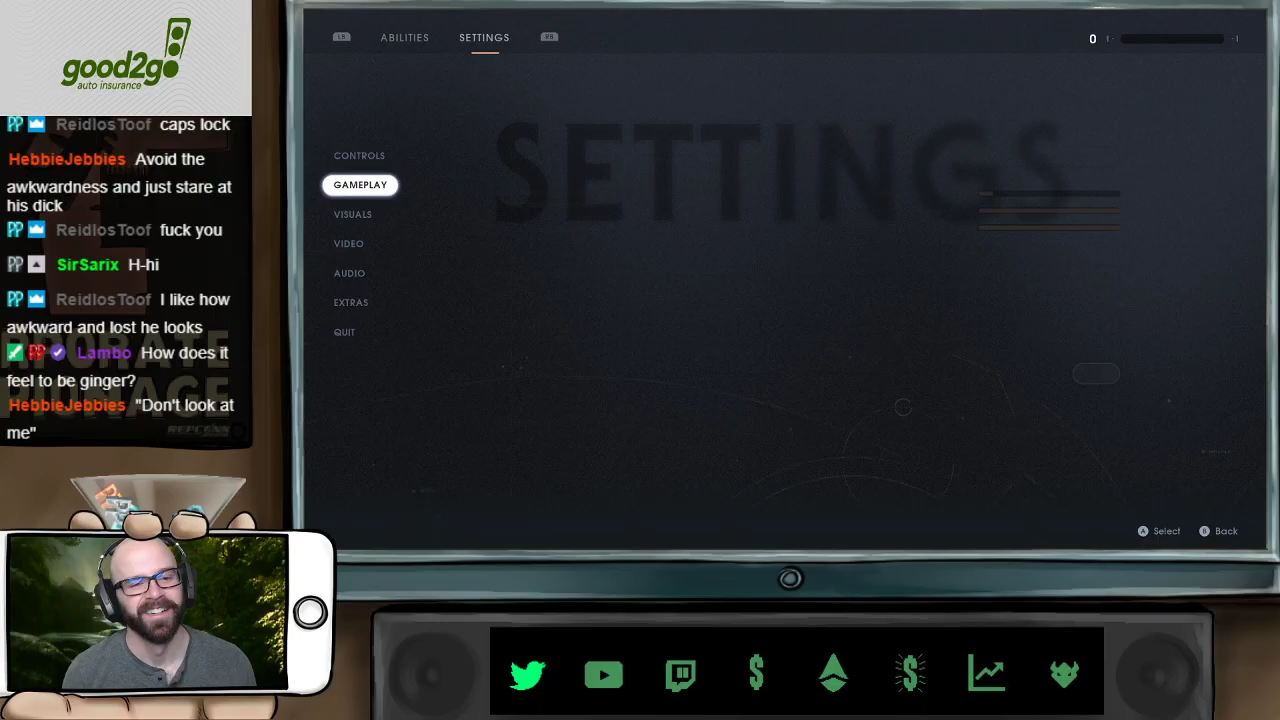 good2go
auto insurance
ReidlosToof caps lock
HebbieJebbies Avoid the
awkwardness and just stare at
his dick
ReidlosToof fuck you
SirSarix H-hi
ReidlosToof I like how
awkward and lost he looks
Lambo How does it
feel to be ginger?
HebbieJebbies "Don't look at
me"
LB ABILITIES SETTINGS RB
0
SETTINGS
CONTROLS
GAMEPLAY
VISUALS
VIDEO
AUDIO
EXTRAS
QUIT
A Select B Back